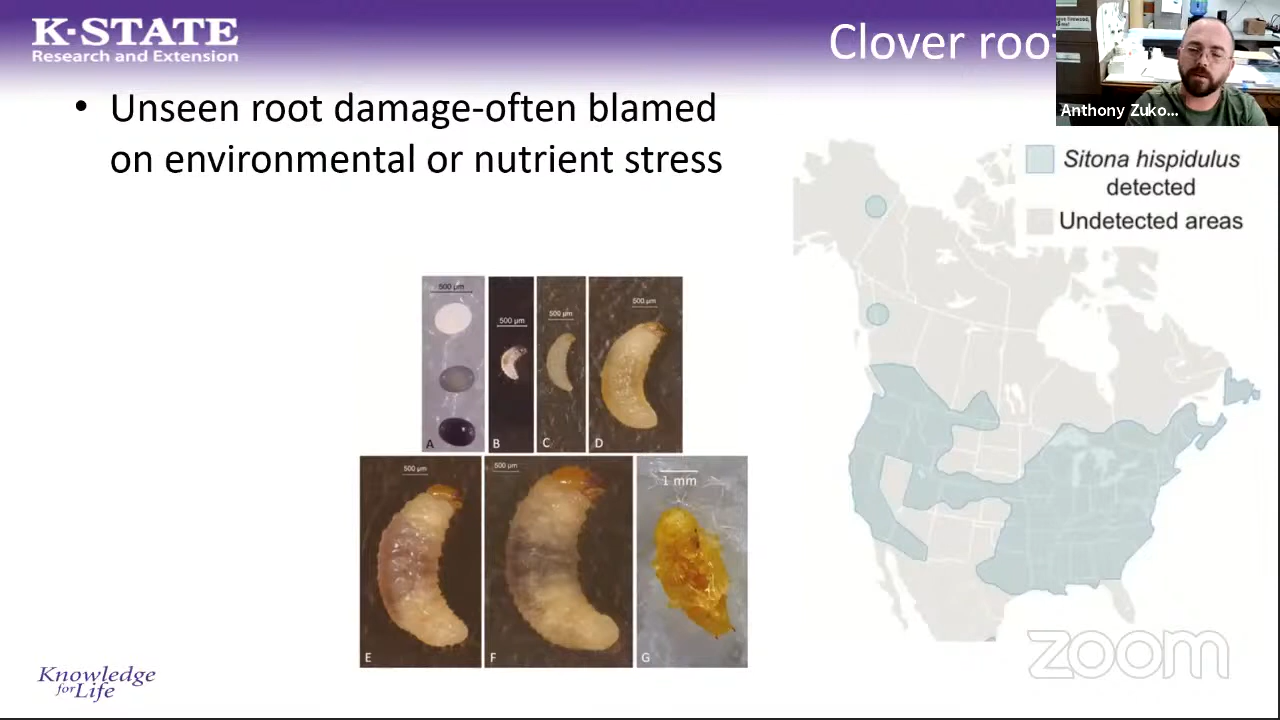 K-STATE
Research and Extension
Clover roo
Anthony Zuko...
• Unseen root damage-often blamed
on environmental or nutrient stress
Sitona hispidulus
detected
Undetected areas
500 µm
500 µm
500 µm
500 µm
A
B
C
D
500 µm
500 µm
1 mm
E
F
G
Knowledge
for Life
zoom